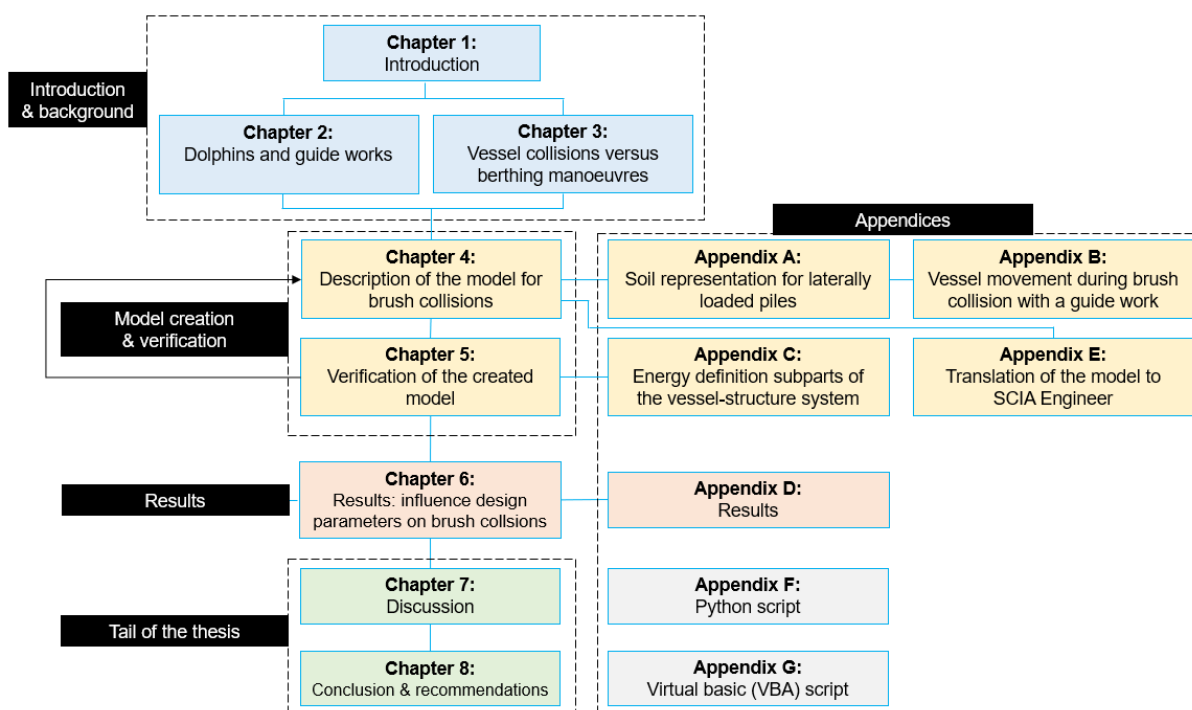 Chapter 1:
Introduction
Introduction
& background
Chapter 2:
Dolphins and guide works
Chapter 3:
Vessel collisions versus
berthing manoeuvres
Appendices
Chapter 4:
Description of the model for
brush collisions
Appendix A:
Soil representation for laterally
loaded piles
Appendix B:
Vessel movement during brush
collision with a guide work
Model creation
& verification
Chapter 5:
Verification of the created
model
Appendix C:
Energy definition subparts of
the vessel-structure system
Appendix E:
Translation of the model to
SCIA Engineer
Results
Chapter 6:
Results: influence design
parameters on brush collsions
Appendix D:
Results
Tail of the thesis
Chapter 7:
Discussion
Appendix F:
Python script
Chapter 8:
Conclusion & recommendations
Appendix G:
Virtual basic (VBA) script